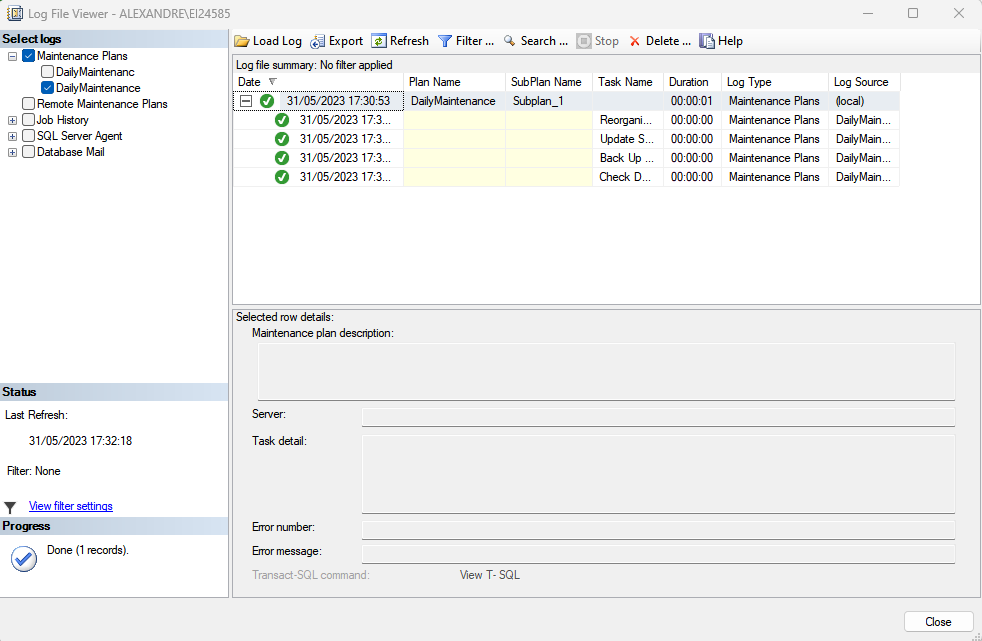 Log File Viewer - ALEXANDRE\EI24585
Select logs
Maintenance Plans
DailyMaintenanc
DailyMaintenance
Remote Maintenance Plans
Job History
SQL Server Agent
Database Mail
Status
Last Refresh:
31/05/2023 17:32:18
Filter: None
View filter settings
Progress
Done (1 records).
Load Log Export Refresh Filter ... Search ... Stop Delete ... Help
Log file summary: No filter applied
Date Plan Name SubPlan Name Task Name Duration Log Type Log Source
31/05/2023 17:30:53 DailyMaintenance Subplan_1 00:00:01 Maintenance Plans (local)
31/05/2023 17:3... Reorgani... 00:00:00 Maintenance Plans DailyMain...
31/05/2023 17:3... Update S... 00:00:00 Maintenance Plans DailyMain...
31/05/2023 17:3... Back Up ... 00:00:00 Maintenance Plans DailyMain...
31/05/2023 17:3... Check D... 00:00:00 Maintenance Plans DailyMain...
Selected row details:
Maintenance plan description:
Server:
Task detail:
Error number:
Error message:
Transact-SQL command: View T- SQL
Close